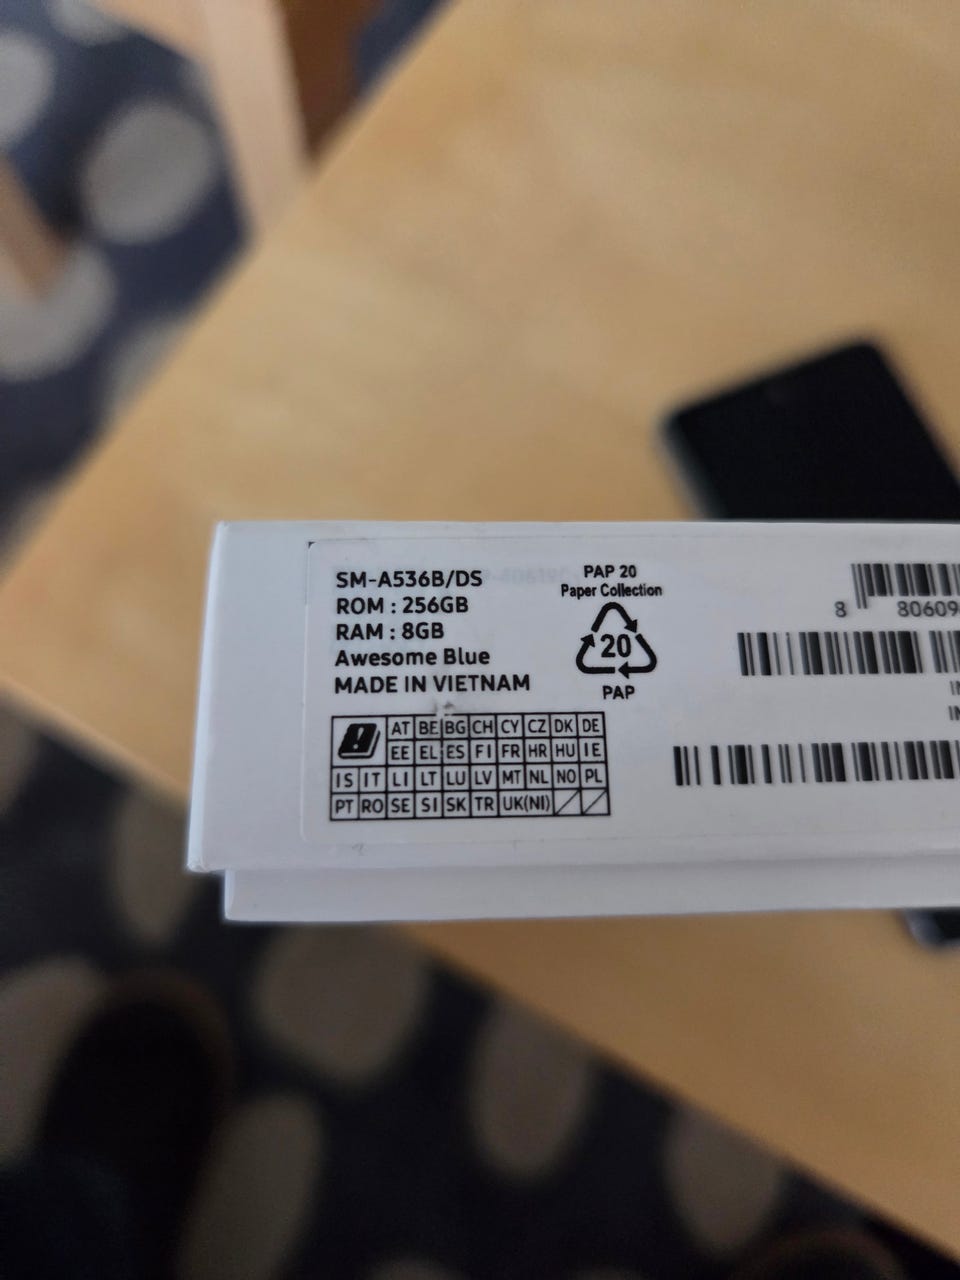 SM-A536B/DS
ROM : 256GB
RAM : 8GB
Awesome Blue
MADE IN VIETNAM
PAP 20
Paper Collection
20
PAP
8 80609
IN
IN
! AT BE BG CH CY CZ DK DE
EE EL ES FI FR HR HU IE
IS IT LI LT LU LV MT NL NO PL
PT RO SE SI SK TR UK(NI)